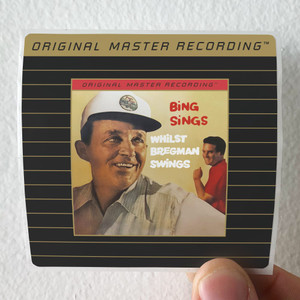 ORIGINAL MASTER RECORDING™
ORIGINAL MASTER RECORDING
BING
SINGS
WHILST
BREGMAN
SWINGS